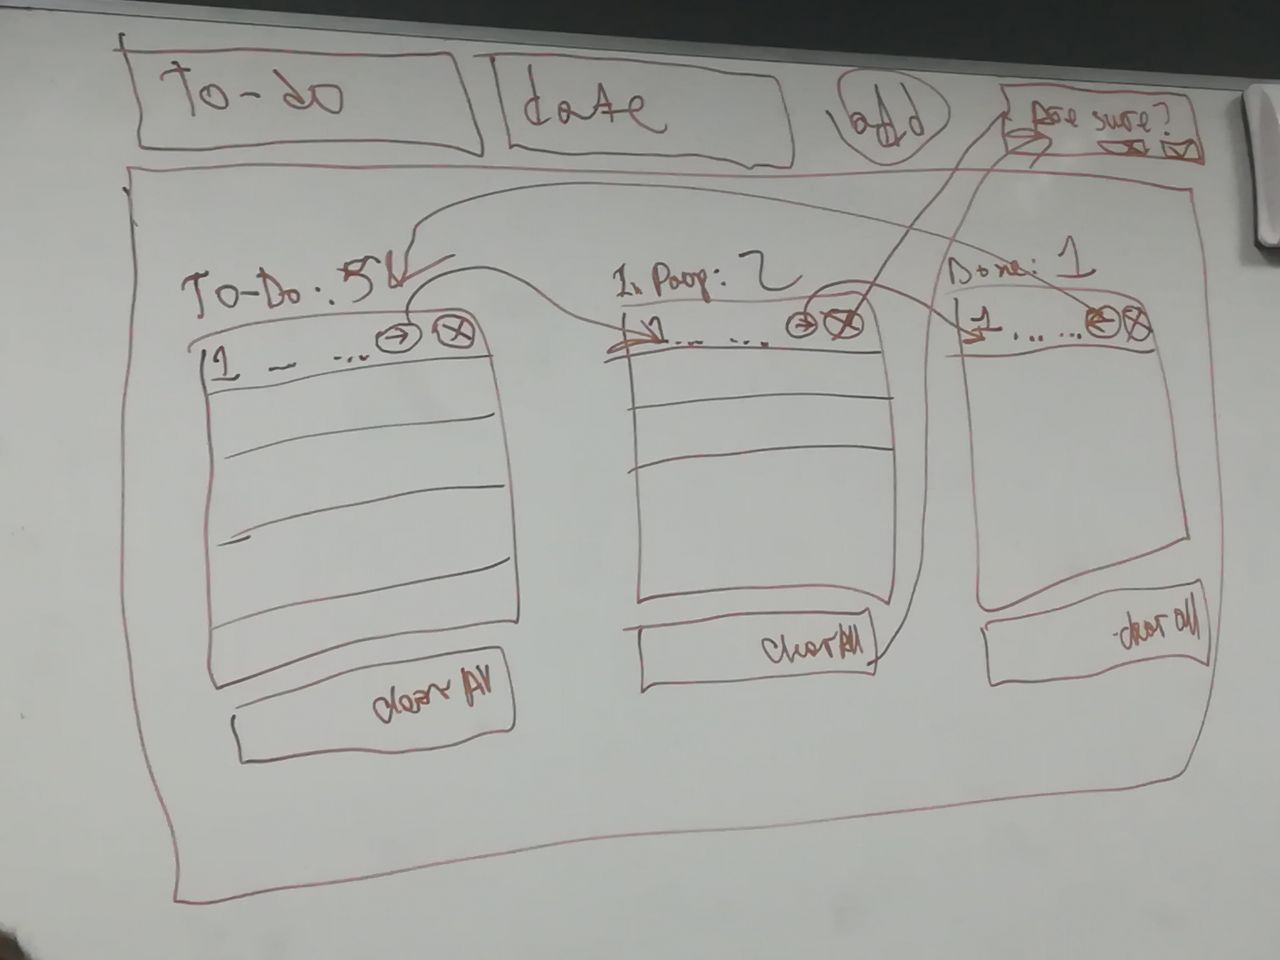 To-do
date
add
Are sure?
To-Do: 5
In Prog: 2
Done: 1
1 — ...
1 ... ...
1 ... ...
Clear All
Clear All
clear all